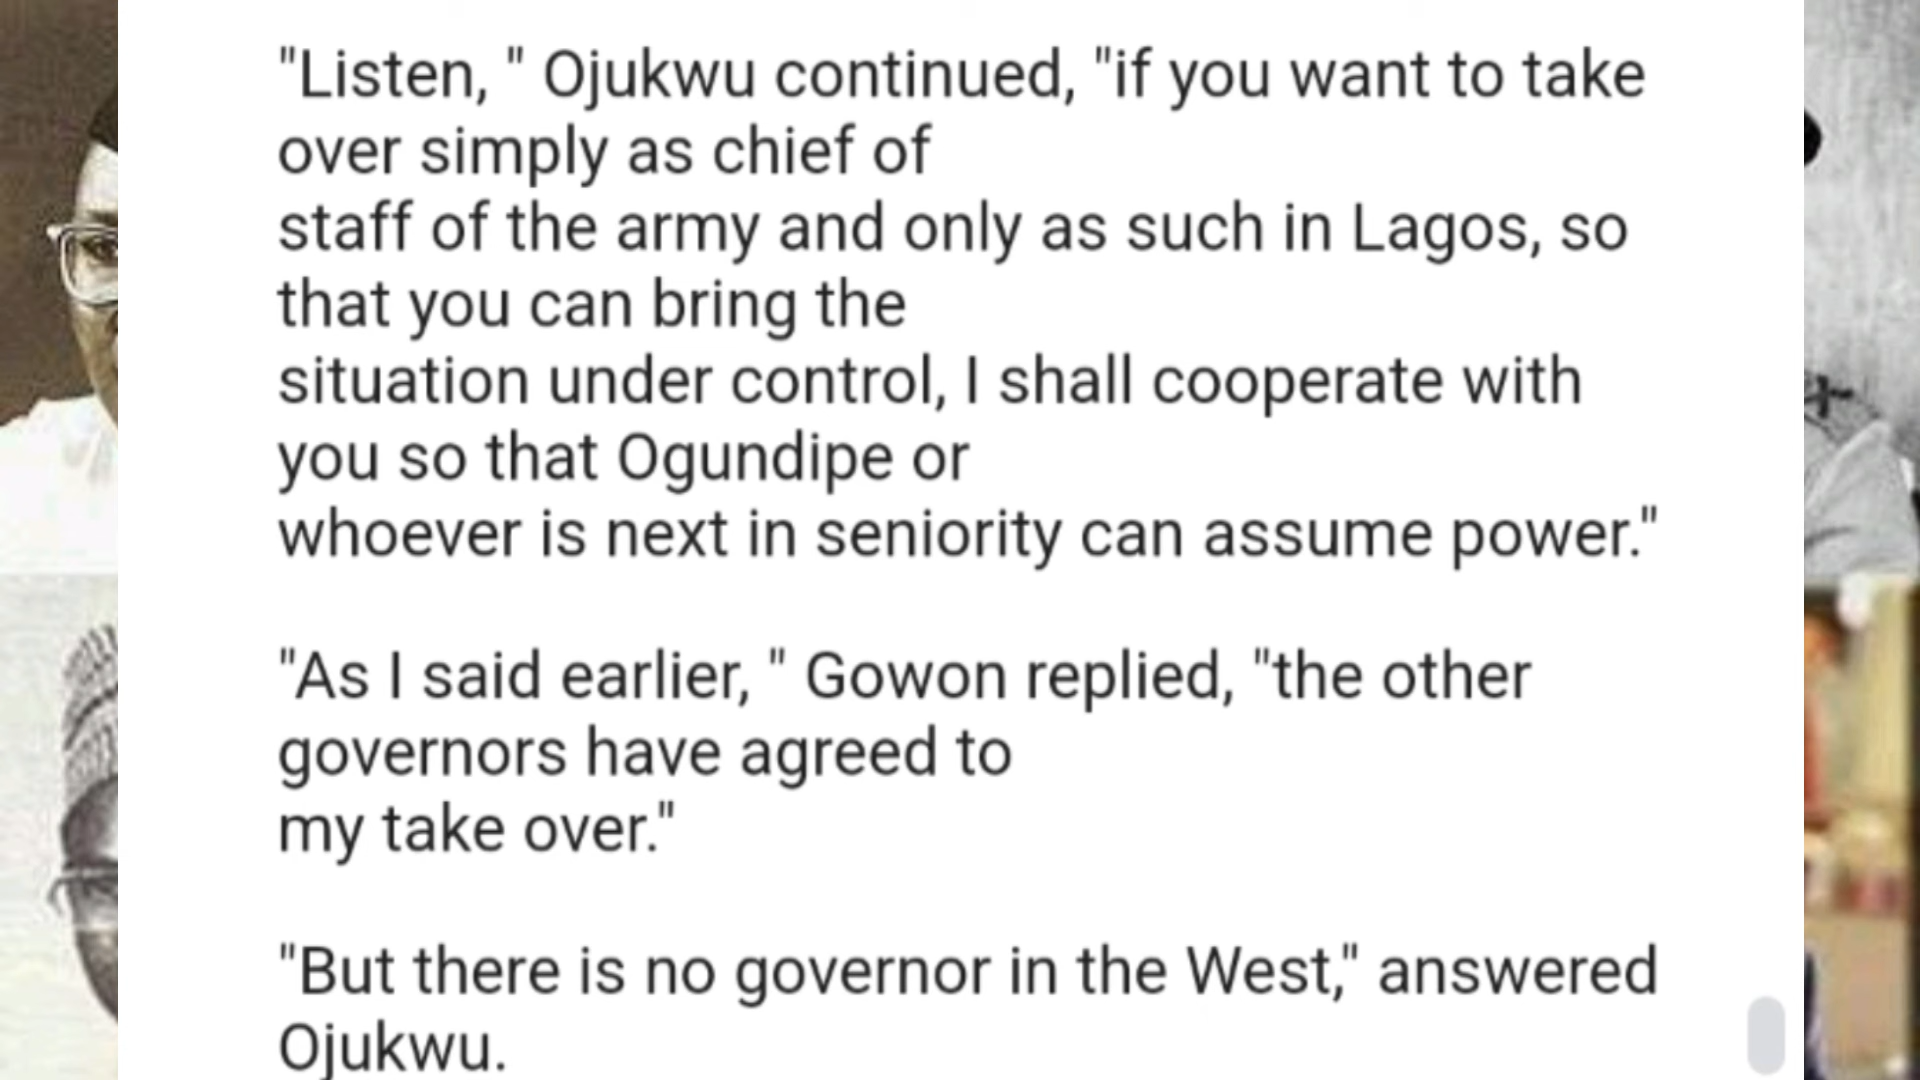 "Listen, " Ojukwu continued, "if you want to take
over simply as chief of
staff of the army and only as such in Lagos, so
that you can bring the
situation under control, I shall cooperate with
you so that Ogundipe or
whoever is next in seniority can assume power."
"As I said earlier, " Gowon replied, "the other
governors have agreed to
my take over."
"But there is no governor in the West," answered
Ojukwu.